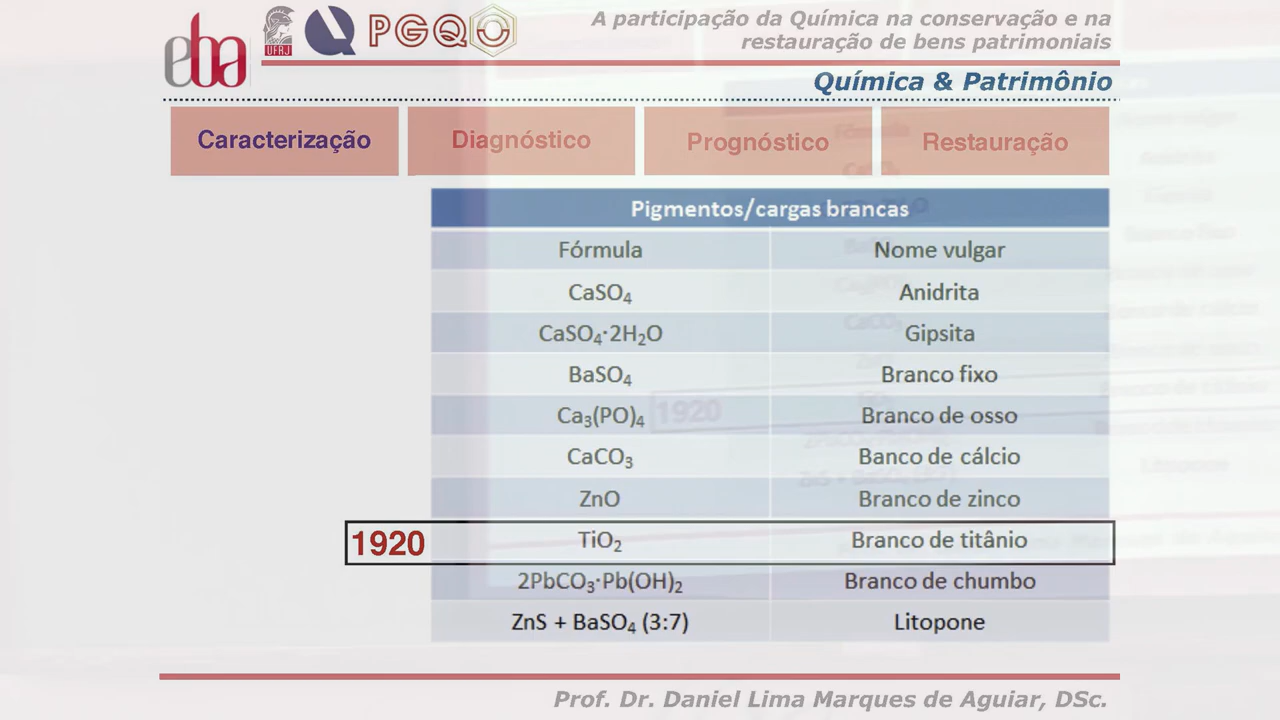 eba
UFRJ
PGQ
A participação da Química na conservação e na
restauração de bens patrimoniais
Química & Patrimônio
Caracterização
Diagnóstico
Prognóstico
Restauração
Pigmentos/cargas brancas
Fórmula Nome vulgar
CaSO₄ Anidrita
CaSO₄·2H₂O Gipsita
BaSO₄ Branco fixo
Ca₃(PO)₄ Branco de osso
CaCO₃ Banco de cálcio
ZnO Branco de zinco
1920 TiO₂ Branco de titânio
2PbCO₃·Pb(OH)₂ Branco de chumbo
ZnS + BaSO₄ (3:7) Litopone
1920
Litopone
Prof. Dr. Daniel Lima Marques de Aguiar, DSc.